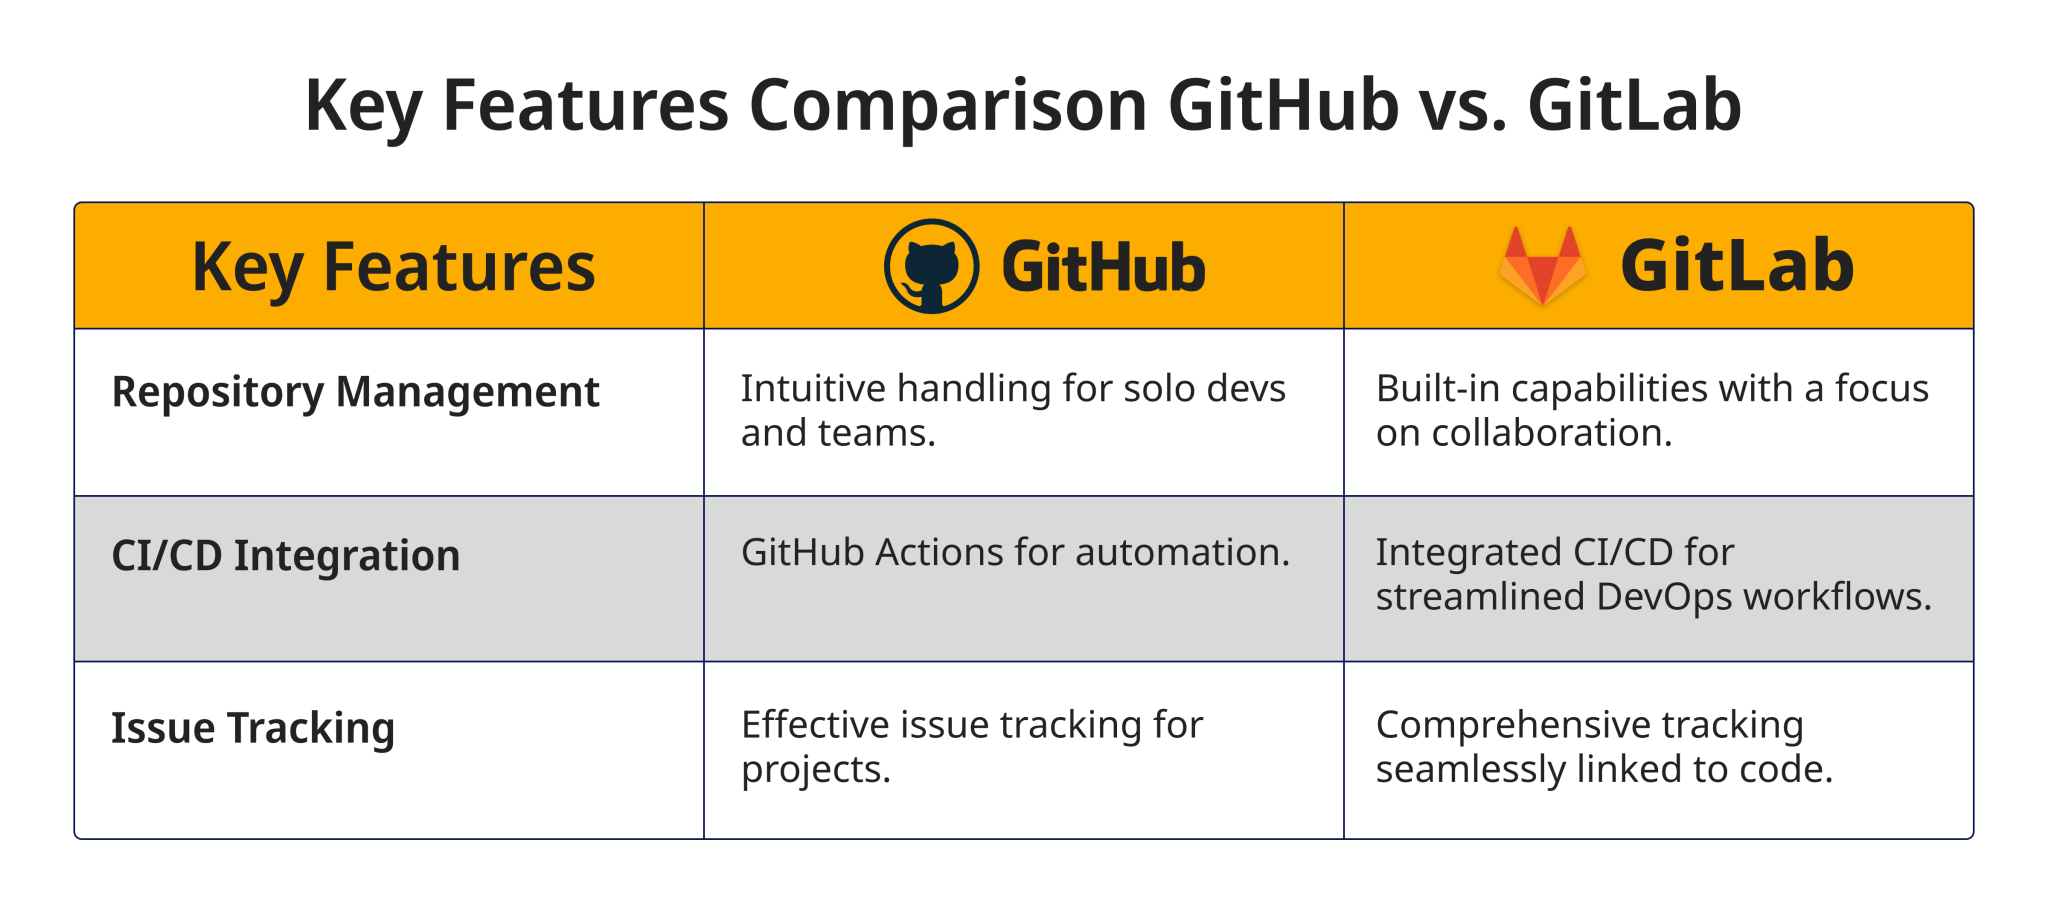 Key Features Comparison GitHub vs. GitLab
Key Features
GitHub
GitLab
Repository Management
Intuitive handling for solo devs
and teams.
Built-in capabilities with a focus
on collaboration.
CI/CD Integration
GitHub Actions for automation.
Integrated CI/CD for
streamlined DevOps workflows.
Issue Tracking
Effective issue tracking for
projects.
Comprehensive tracking
seamlessly linked to code.